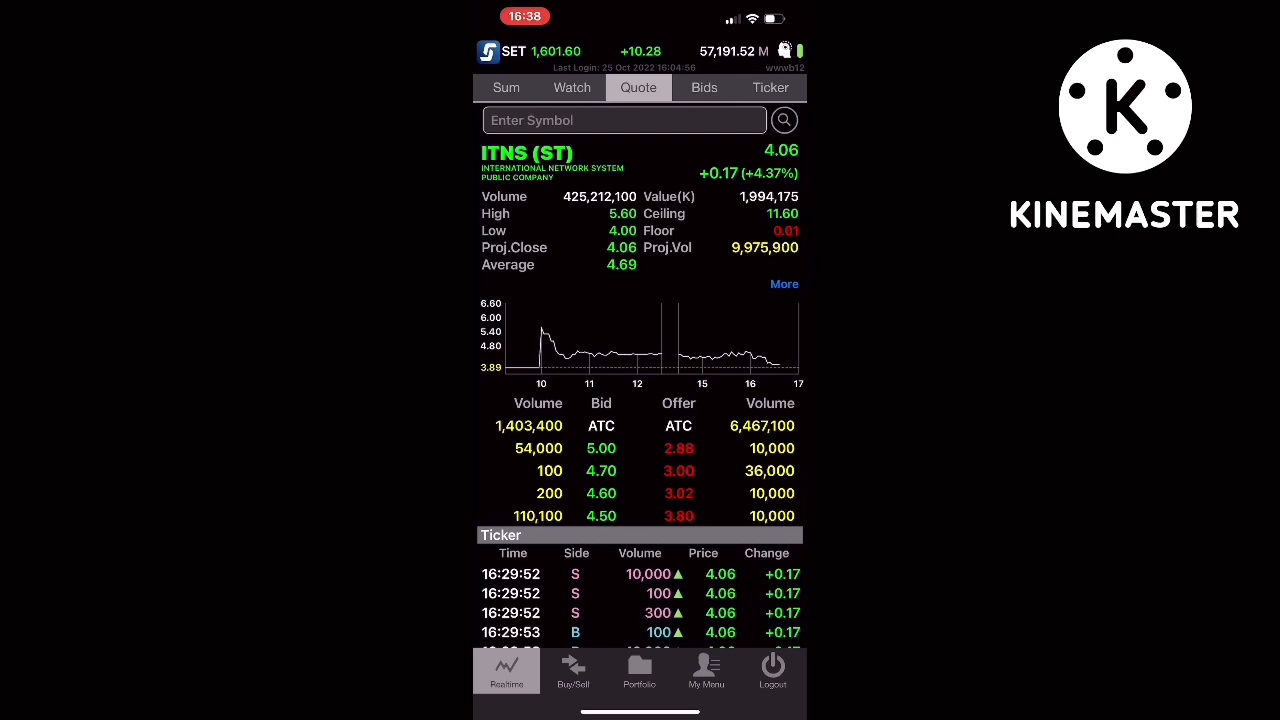 16:38
SET 1,601.60 +10.28 57,191.52 M
Last Login: 25 Oct 2022 16:04:56 wwwb12
Sum Watch Quote Bids Ticker
Enter Symbol
ITNS (ST) 4.06
INTERNATIONAL NETWORK SYSTEM
PUBLIC COMPANY
+0.17 (+4.37%)
Volume 425,212,100 Value(K) 1,994,175
High 5.60 Ceiling 11.60
Low 4.00 Floor 0.01
Proj.Close 4.06 Proj.Vol 9,975,900
Average 4.69
More
6.60
6.00
5.40
4.80
3.89
10 11 12 15 16 17
Volume Bid Offer Volume
1,403,400 ATC ATC 6,467,100
54,000 5.00 2.88 10,000
100 4.70 3.00 36,000
200 4.60 3.02 10,000
110,100 4.50 3.80 10,000
Ticker
Time Side Volume Price Change
16:29:52 S 10,000 4.06 +0.17
16:29:52 S 100 4.06 +0.17
16:29:52 S 300 4.06 +0.17
16:29:53 B 100 4.06 +0.17
Realtime Buy/Sell Portfolio My Menu Logout
K
KINEMASTER